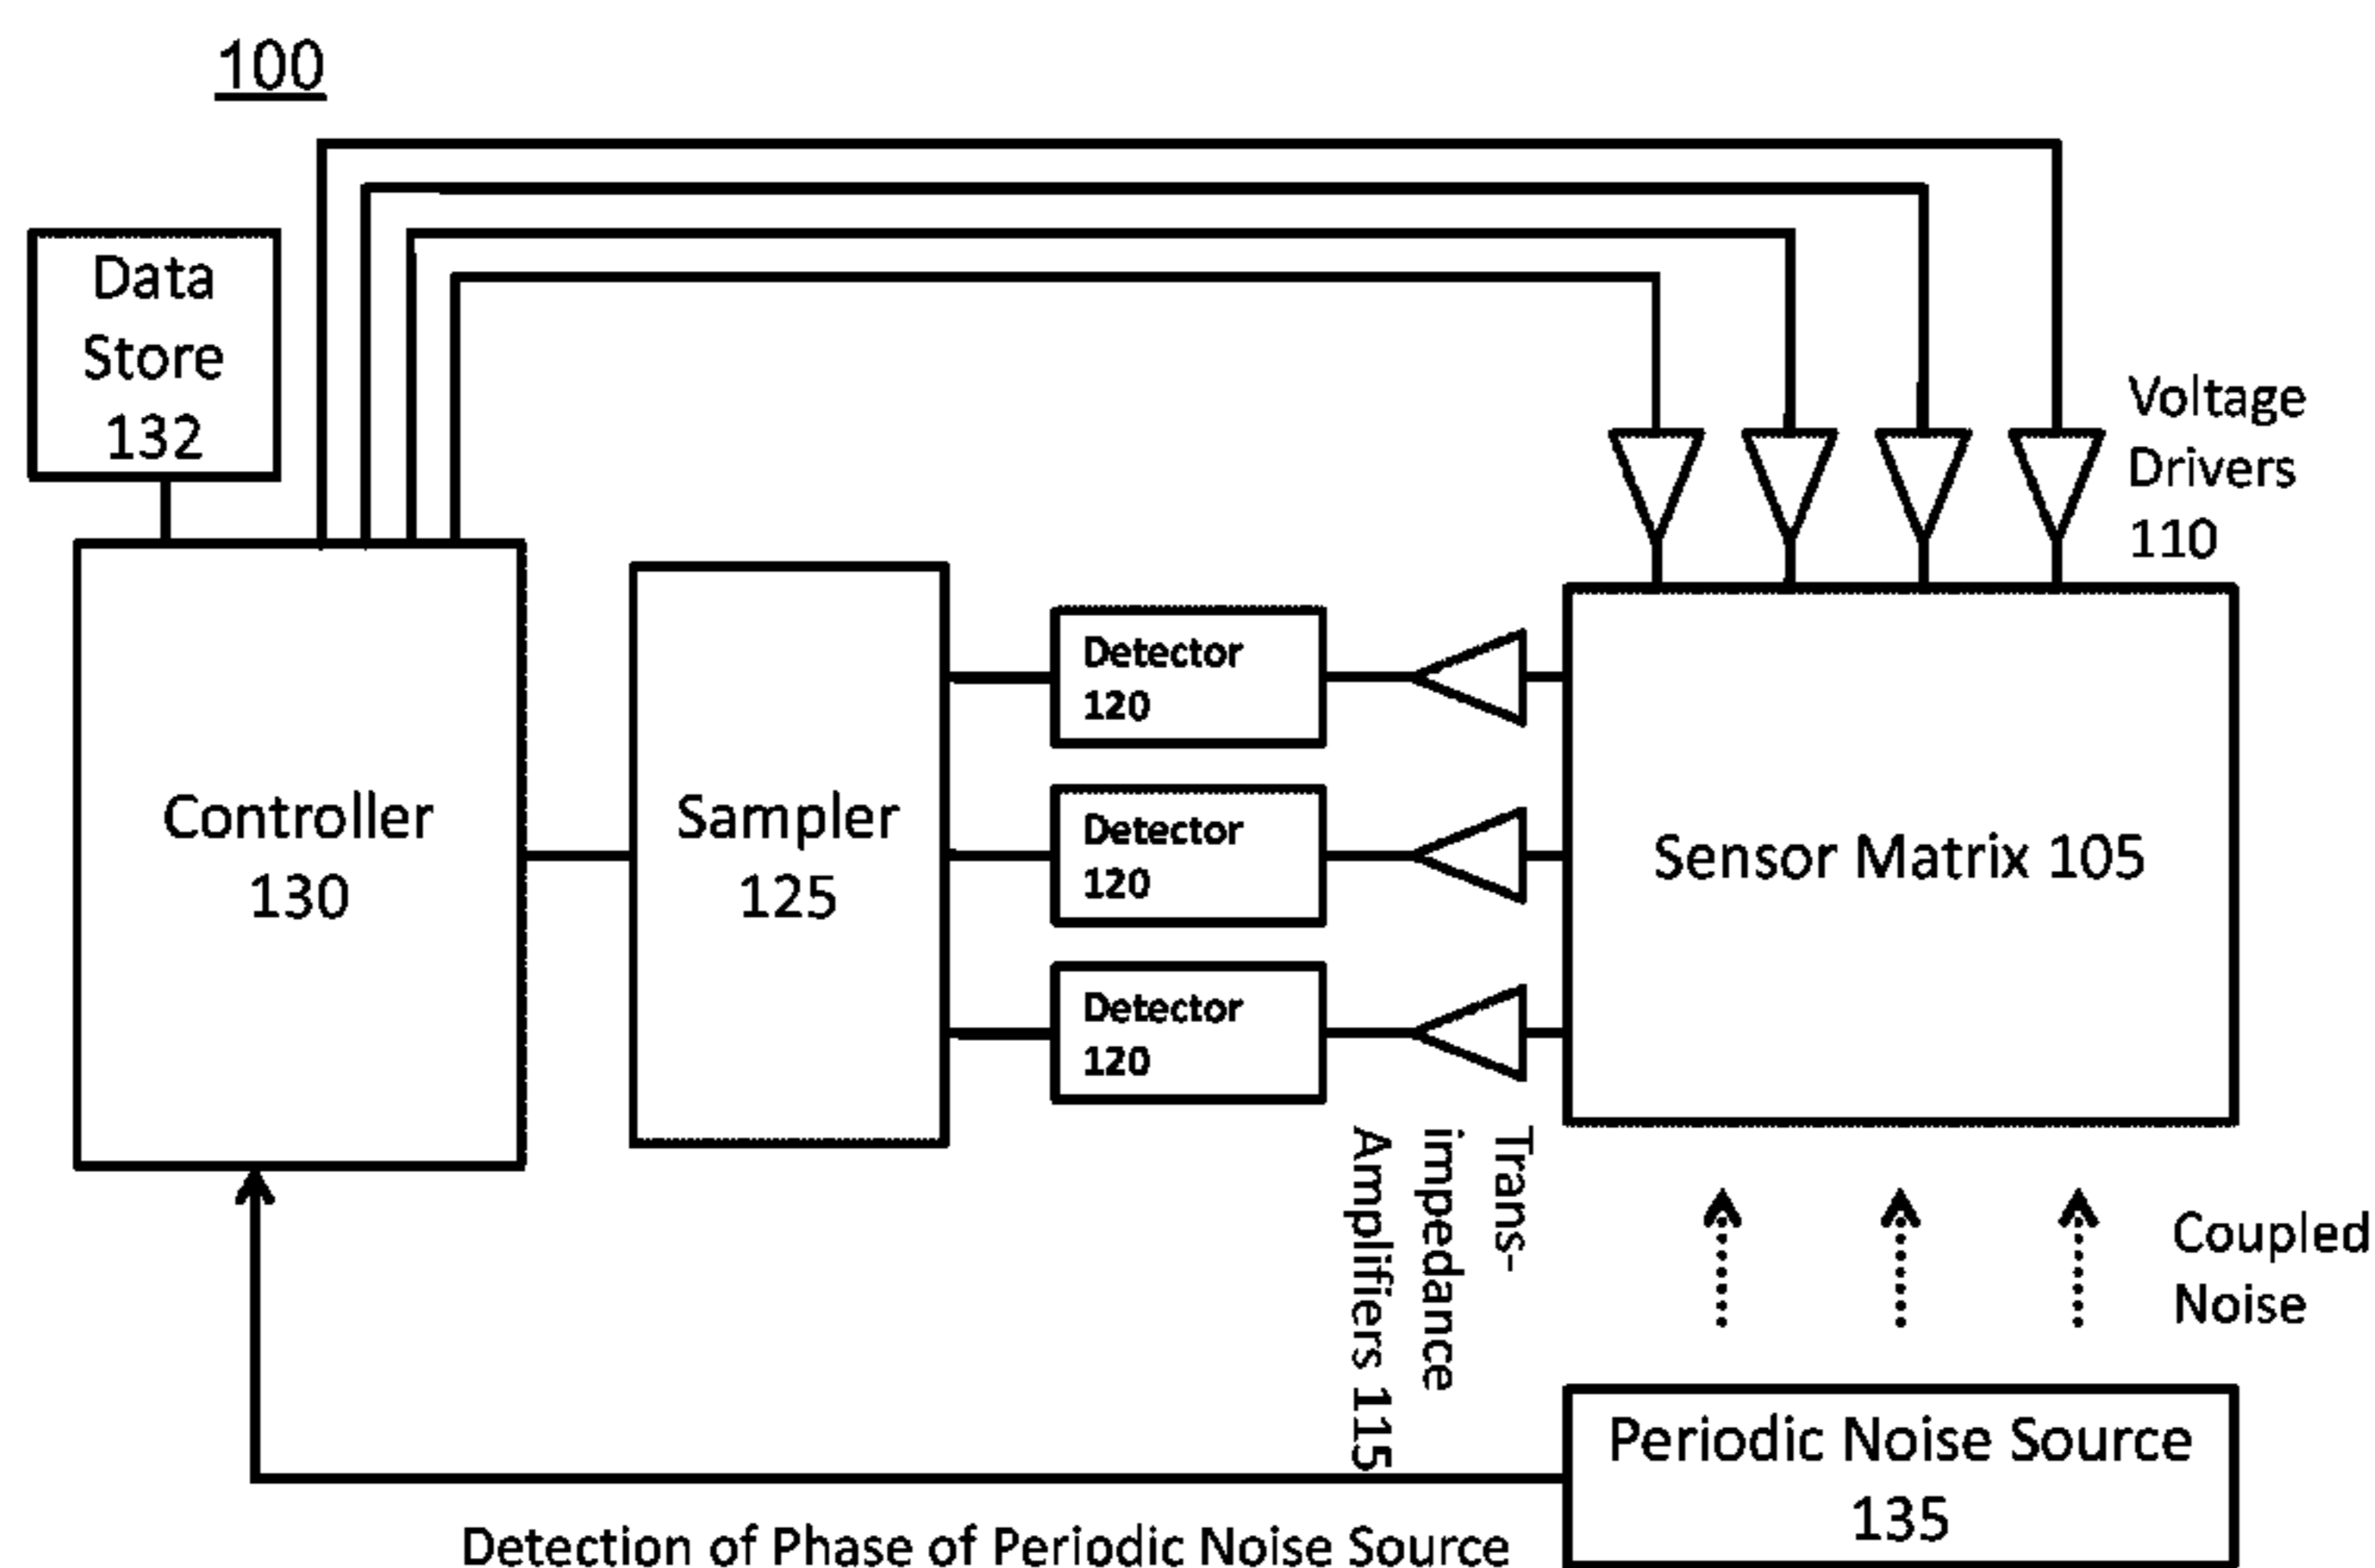 100
Data
Store
132
Voltage
Drivers
110
Controller
130
Sampler
125
Detector
120
Detector
120
Detector
120
Sensor Matrix 105
Trans-
impedance
Amplifiers 115
Coupled
Noise
Periodic Noise Source
135
Detection of Phase of Periodic Noise Source